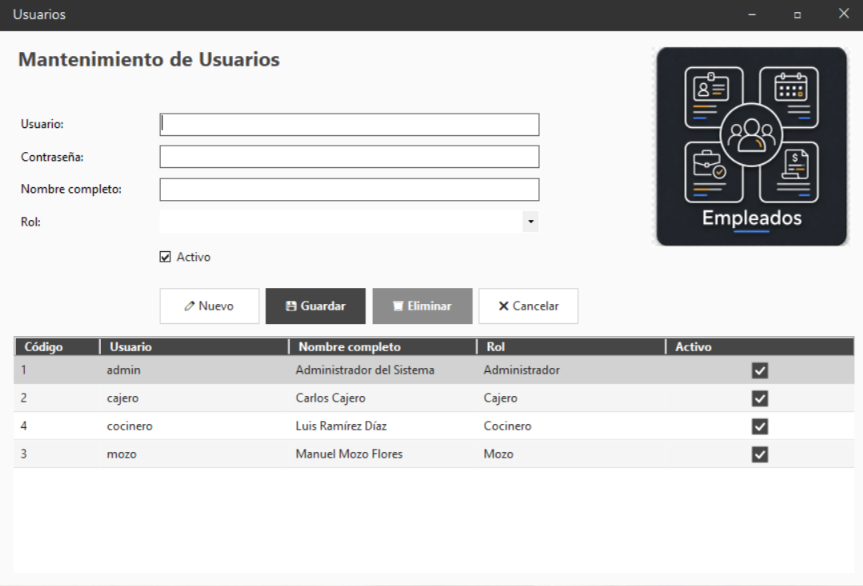 Usuarios
Mantenimiento de Usuarios
Usuario:
Contraseña:
Nombre completo:
Rol:
Activo
Empleados
Nuevo Guardar Eliminar Cancelar
Código Usuario Nombre completo Rol Activo
1 admin Administrador del Sistema Administrador
2 cajero Carlos Cajero Cajero
4 cocinero Luis Ramírez Díaz Cocinero
3 mozo Manuel Mozo Flores Mozo